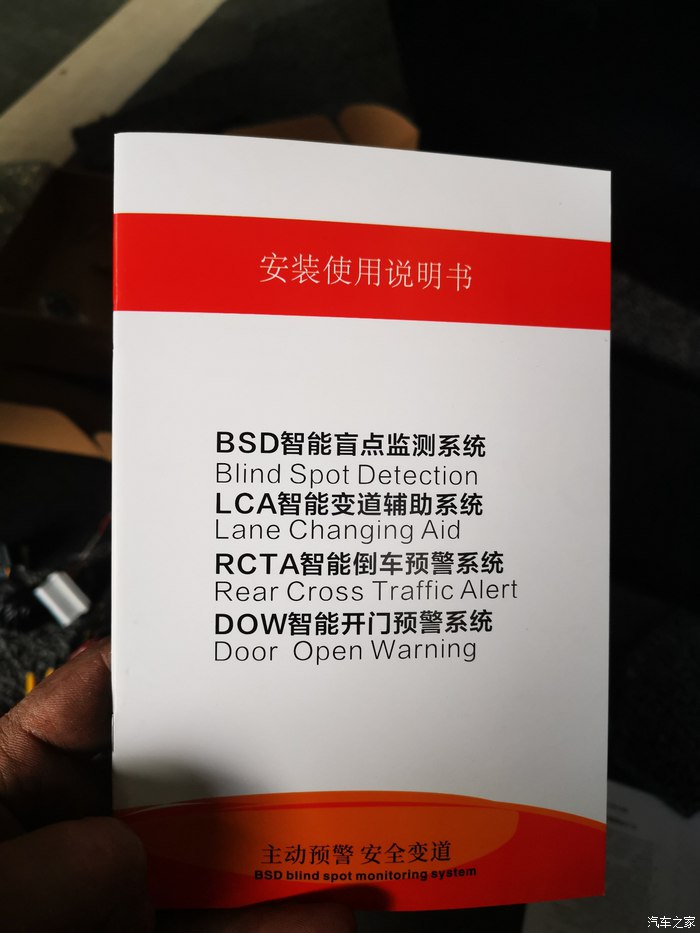 安装使用说明书
BSD智能盲点监测系统
Blind Spot Detection
LCA智能变道辅助系统
Lane Changing Aid
RCTA智能倒车预警系统
Rear Cross Traffic Alert
DOW智能开门预警系统
Door Open Warning
主动预警 安全变道
BSD blind spot monitoring system
汽车之家